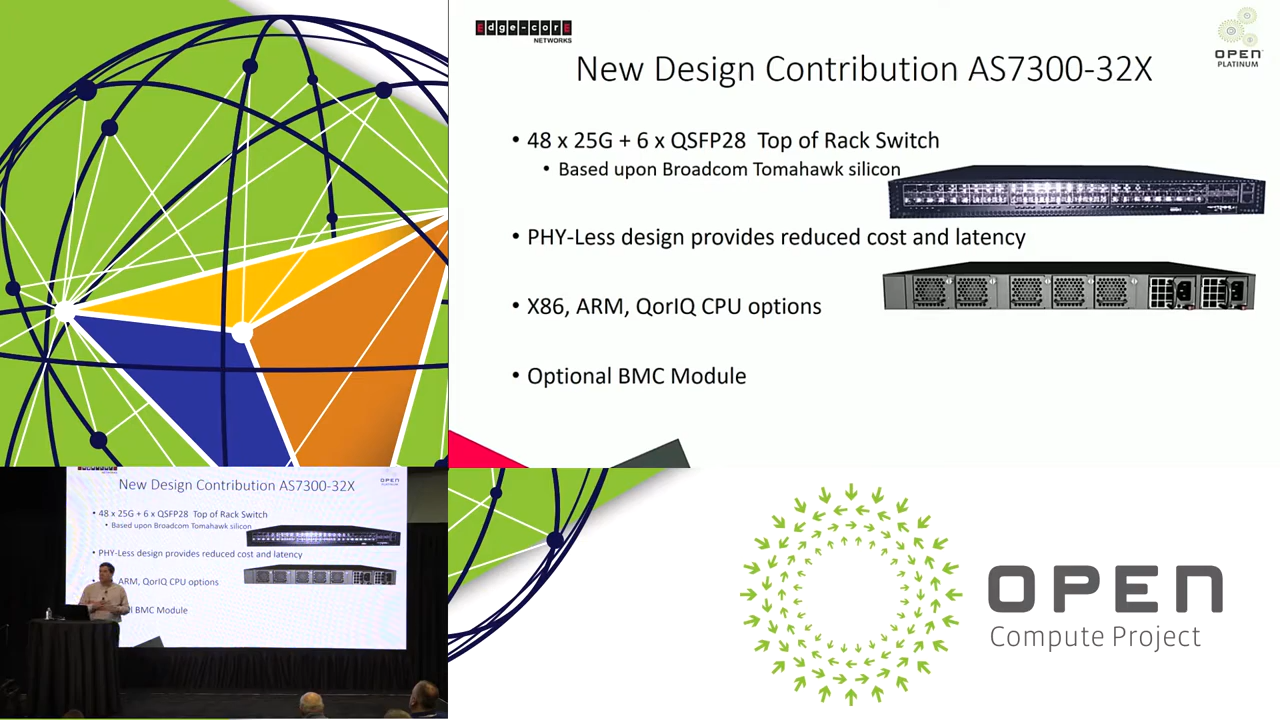 Edge-corE
NETWORKS
OPEN
PLATINUM
New Design Contribution AS7300-32X
• 48 x 25G + 6 x QSFP28 Top of Rack Switch
• Based upon Broadcom Tomahawk silicon
• PHY-Less design provides reduced cost and latency
• X86, ARM, QorIQ CPU options
• Optional BMC Module
New Design Contribution AS7300-32X
OPEN
PLATINUM
• 48 x 25G + 6 x QSFP28 Top of Rack Switch
• Based upon Broadcom Tomahawk silicon
• PHY-Less design provides reduced cost and latency
ARM, QorIQ CPU options
BMC Module
OPEN
Compute Project